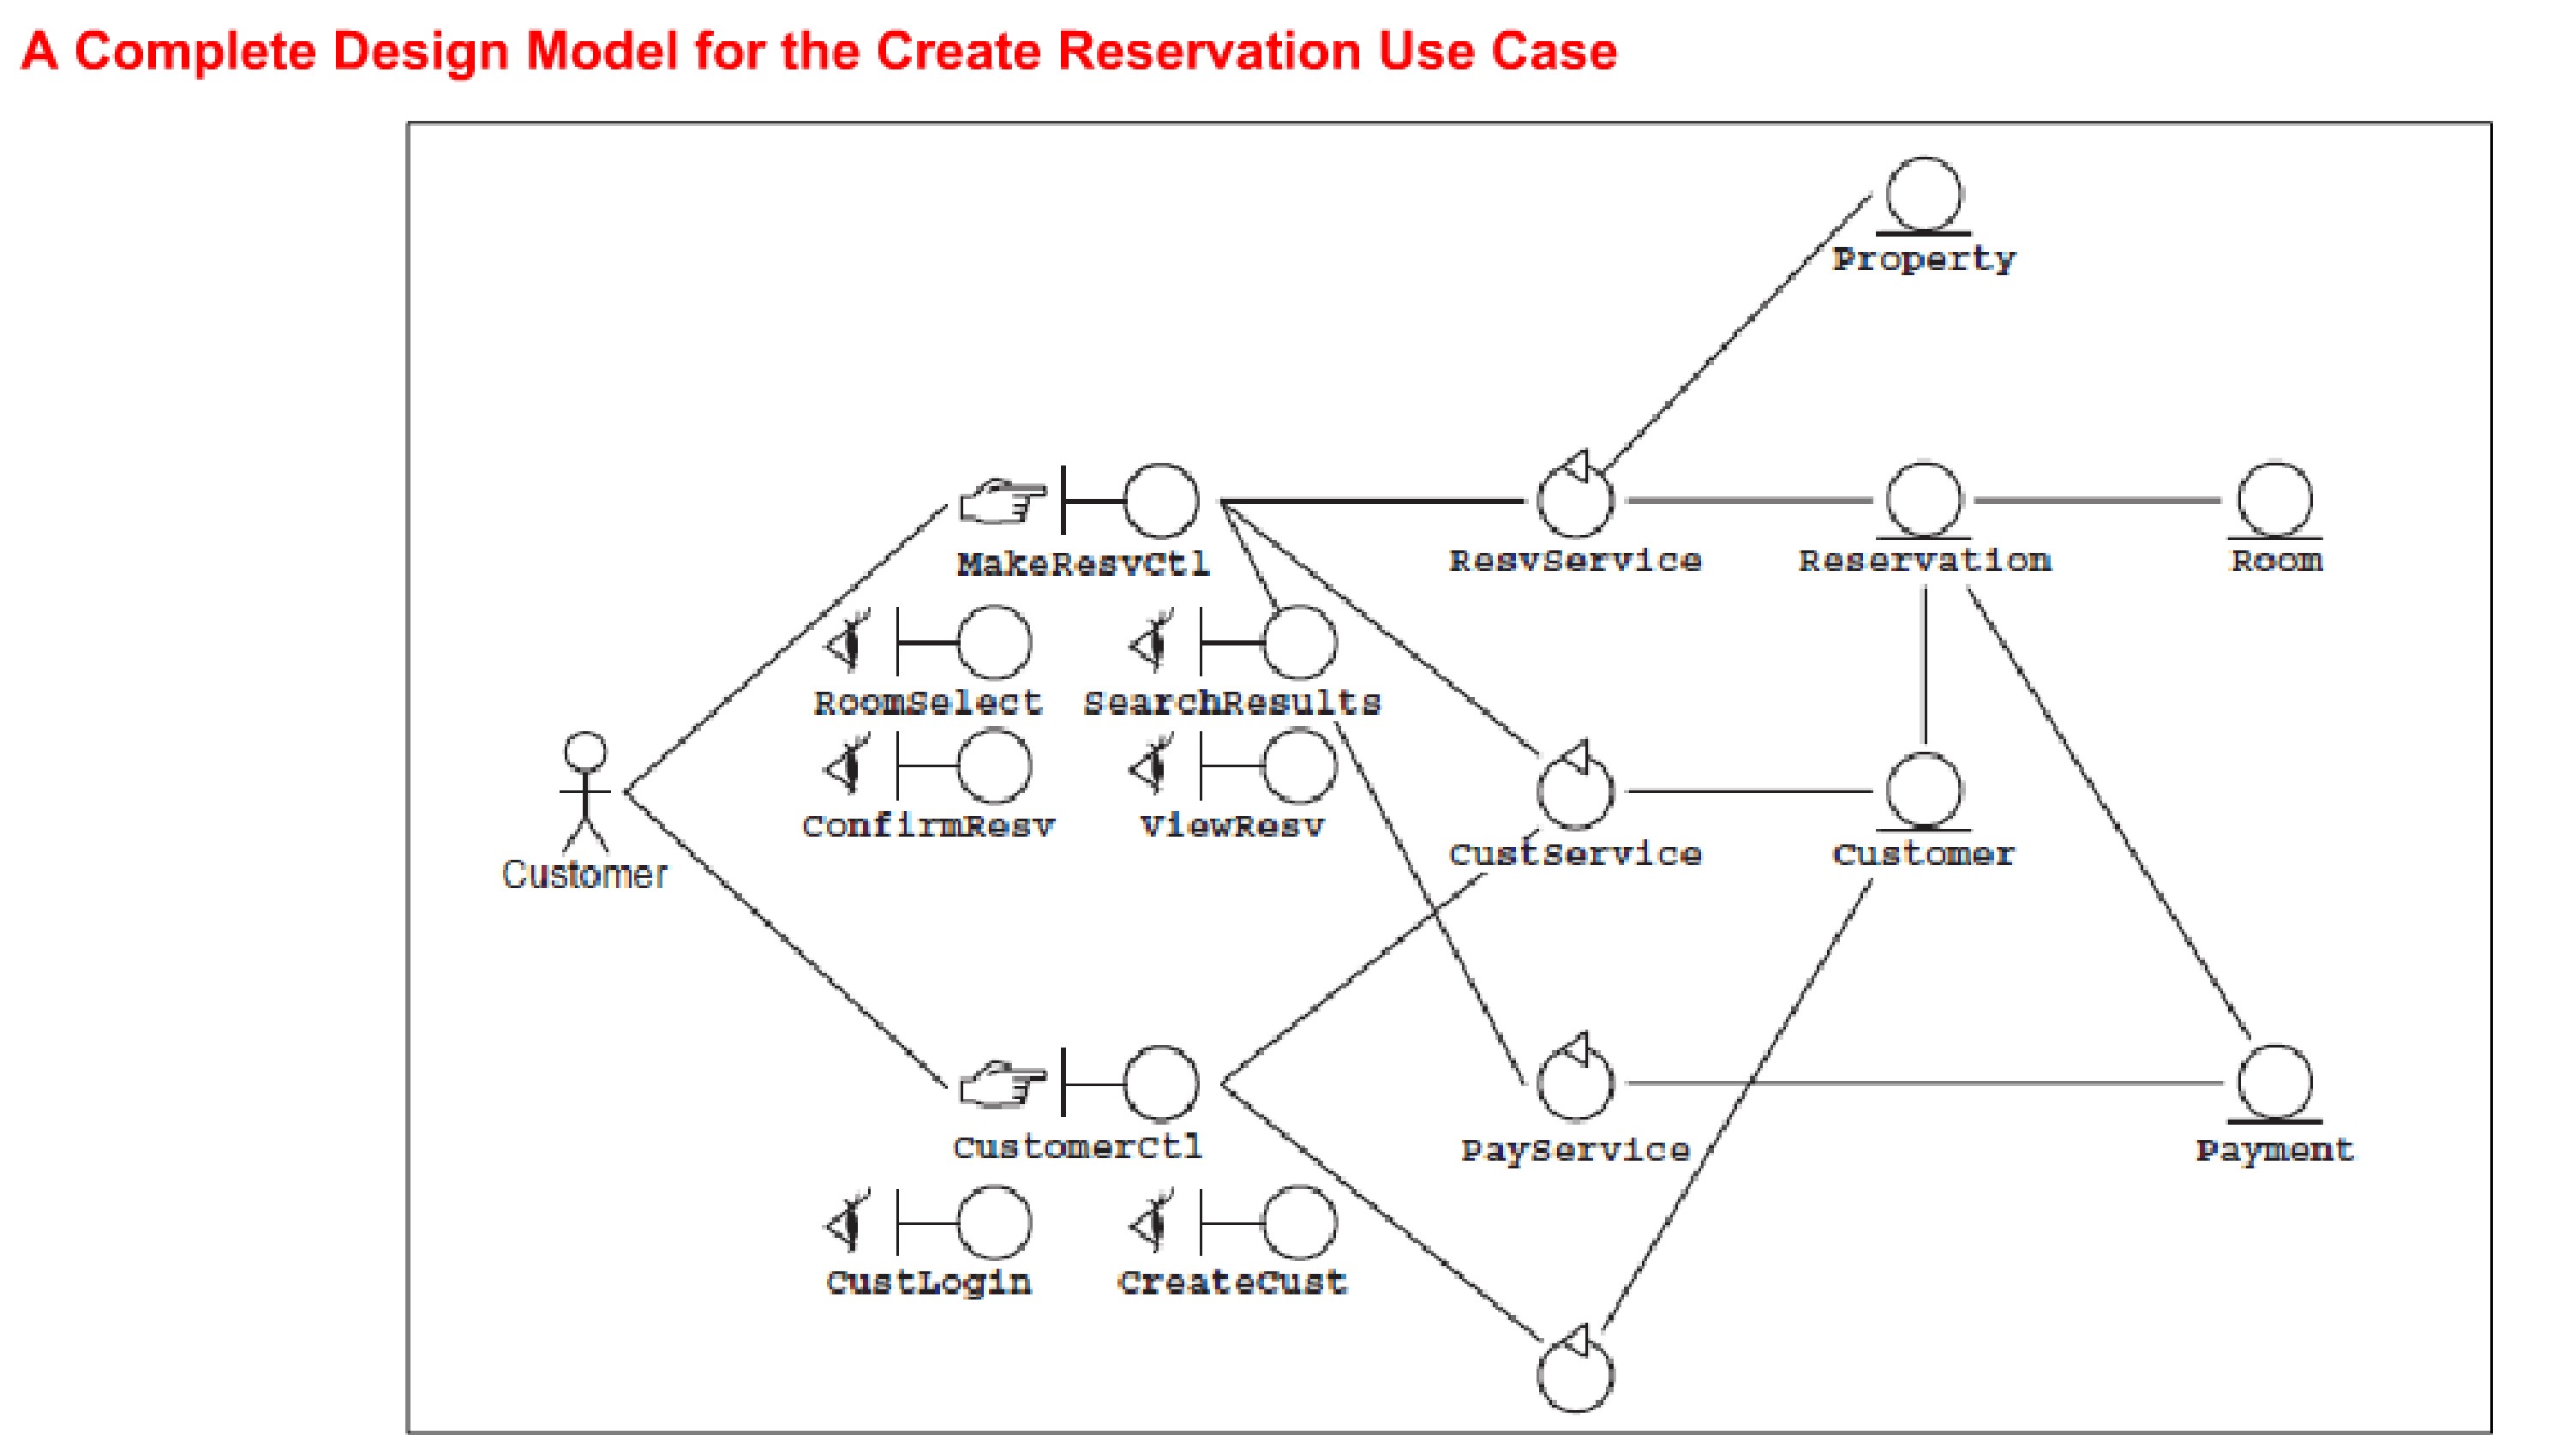 A Complete Design Model for the Create Reservation Use Case
Property
MakeResvCtl
ResvService
Reservation
Room
RoomSelect
SearchResults
ConfirmResv
ViewResv
Customer
CustService
Customer
CustomerCtl
PayService
Payment
CustLogin
CreateCust